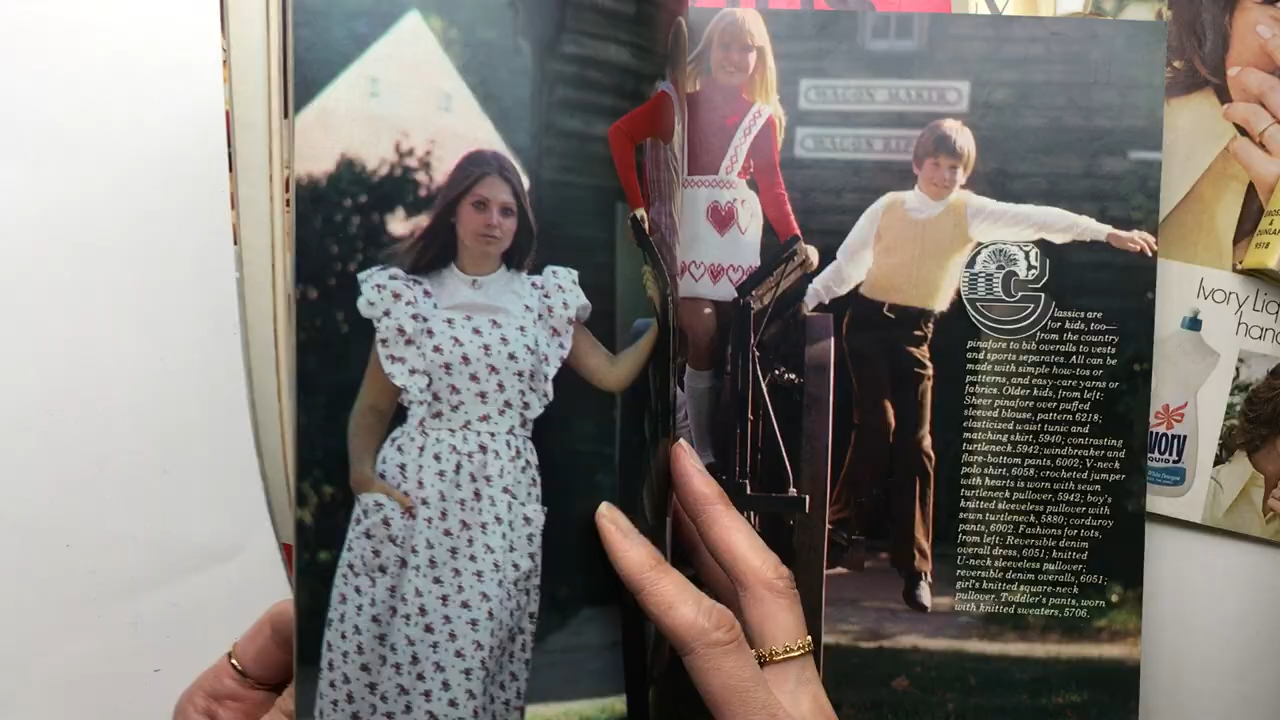 WAGON MAKER
WAGON
Classics are
for kids, too—
from the country
pinafore to bib overalls to vests
and sports separates. All can be
made with simple how-tos or
patterns, and easy-care yarns or
fabrics. Older kids, from left:
Sheer pinafore over puffed
sleeved blouse, pattern 6218;
elasticized waist tunic and
matching skirt, 5940; contrasting
turtleneck, 5942; windbreaker and
flare-bottom pants, 6002; V-neck
polo shirt, 6058; crocheted jumper
with hearts is worn with sewn
turtleneck pullover, 5942; boy's
knitted sleeveless pullover with
sewn turtleneck, 5880; corduroy
pants, 6002. Fashions for tots,
from left: Reversible denim
overall dress, 6051; knitted
U-neck sleeveless pullover;
reversible denim overalls, 6051;
girl's knitted square-neck
pullover. Toddler's pants, worn
with knitted sweaters, 5706.
&
9518
Ivory Liq
hand
Ivory